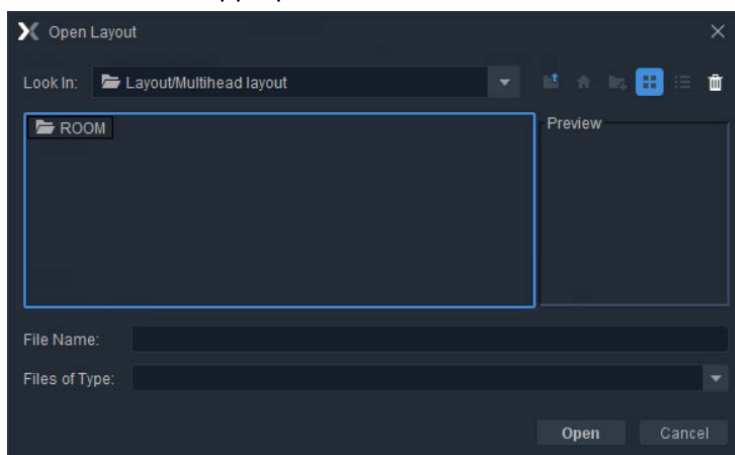 Open Layout
Look In: Layout/Multihead layout
ROOM
Preview
File Name:
Files of Type:
Open Cancel